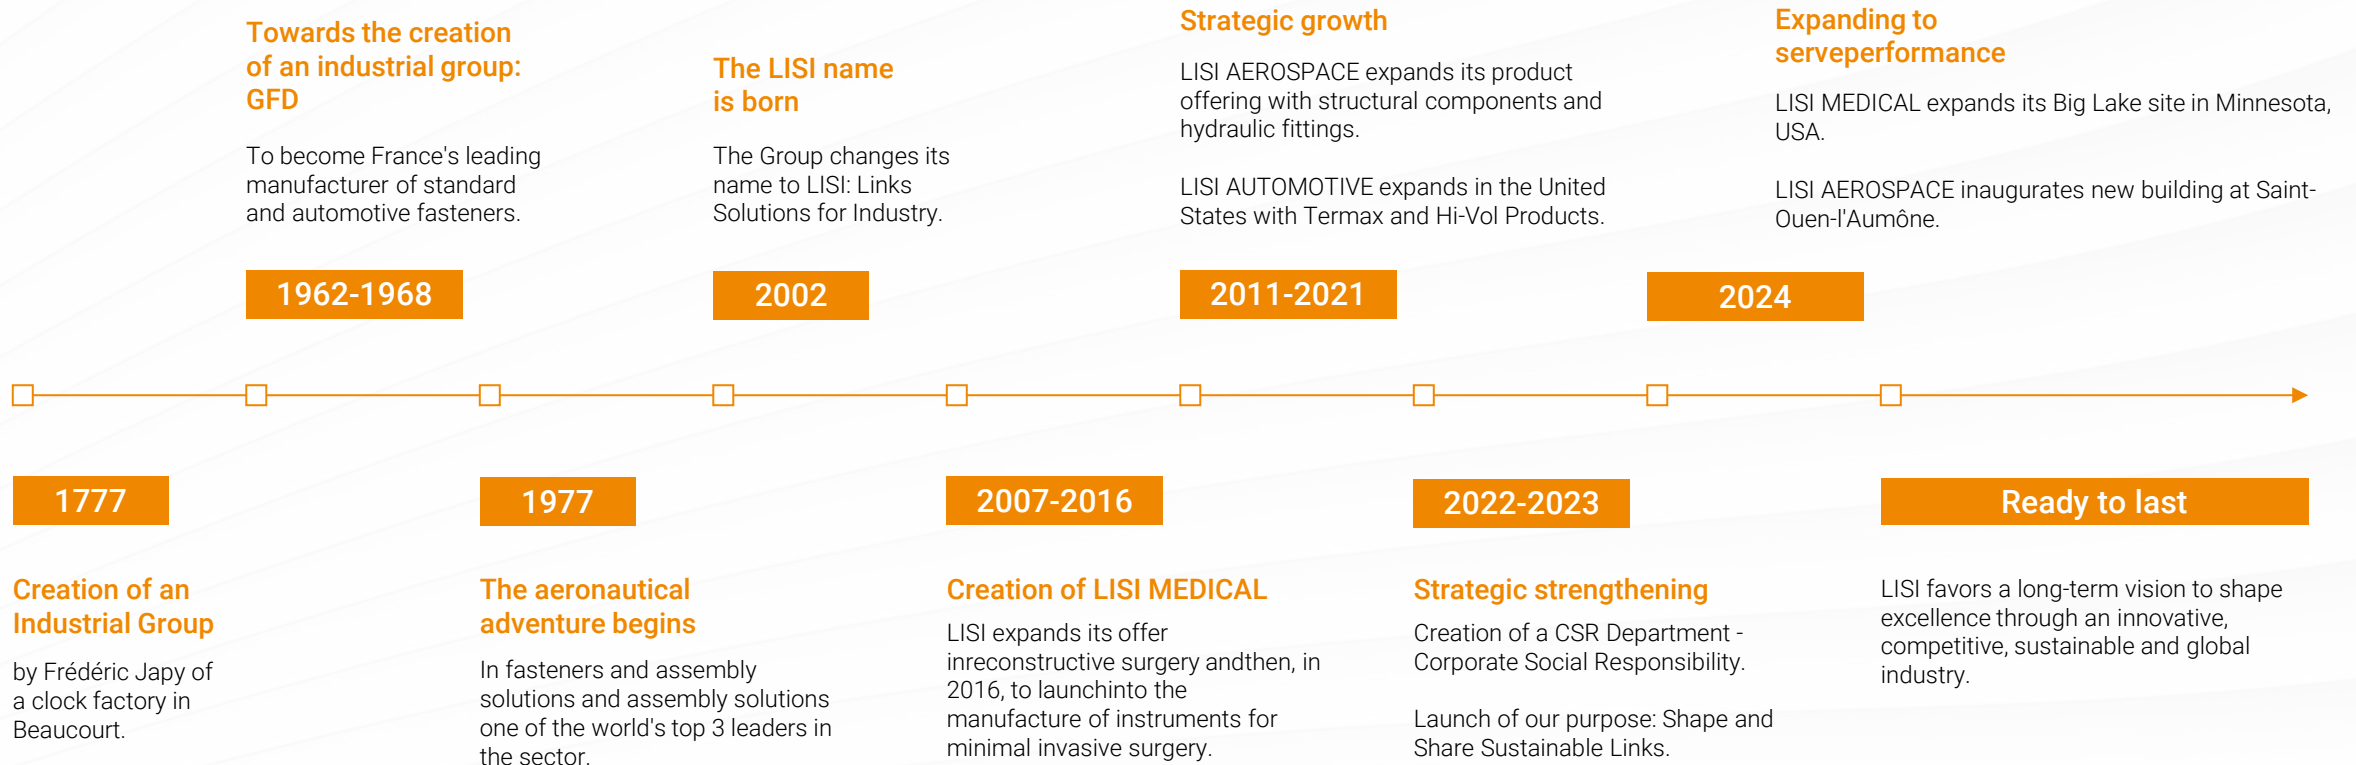 Towards the creation
of an industrial group:
GFD
To become France's leading
manufacturer of standard
and automotive fasteners.
1962-1968
The LISI name
is born
The Group changes its
name to LISI: Links
Solutions for Industry.
2002
Strategic growth
LISI AEROSPACE expands its product
offering with structural components and
hydraulic fittings.
LISI AUTOMOTIVE expands in the United
States with Termax and Hi-Vol Products.
2011-2021
Expanding to
serveperformance
LISI MEDICAL expands its Big Lake site in Minnesota,
USA.
LISI AEROSPACE inaugurates new building at Saint-
Ouen-l'Aumône.
2024
1777
Creation of an
Industrial Group
by Frédéric Japy of
a clock factory in
Beaucourt.
1977
The aeronautical
adventure begins
In fasteners and assembly
solutions and assembly solutions
one of the world's top 3 leaders in
the sector.
2007-2016
Creation of LISI MEDICAL
LISI expands its offer
inreconstructive surgery andthen, in
2016, to launchinto the
manufacture of instruments for
minimal invasive surgery.
2022-2023
Strategic strengthening
Creation of a CSR Department -
Corporate Social Responsibility.
Launch of our purpose: Shape and
Share Sustainable Links.
Ready to last
LISI favors a long-term vision to shape
excellence through an innovative,
competitive, sustainable and global
industry.